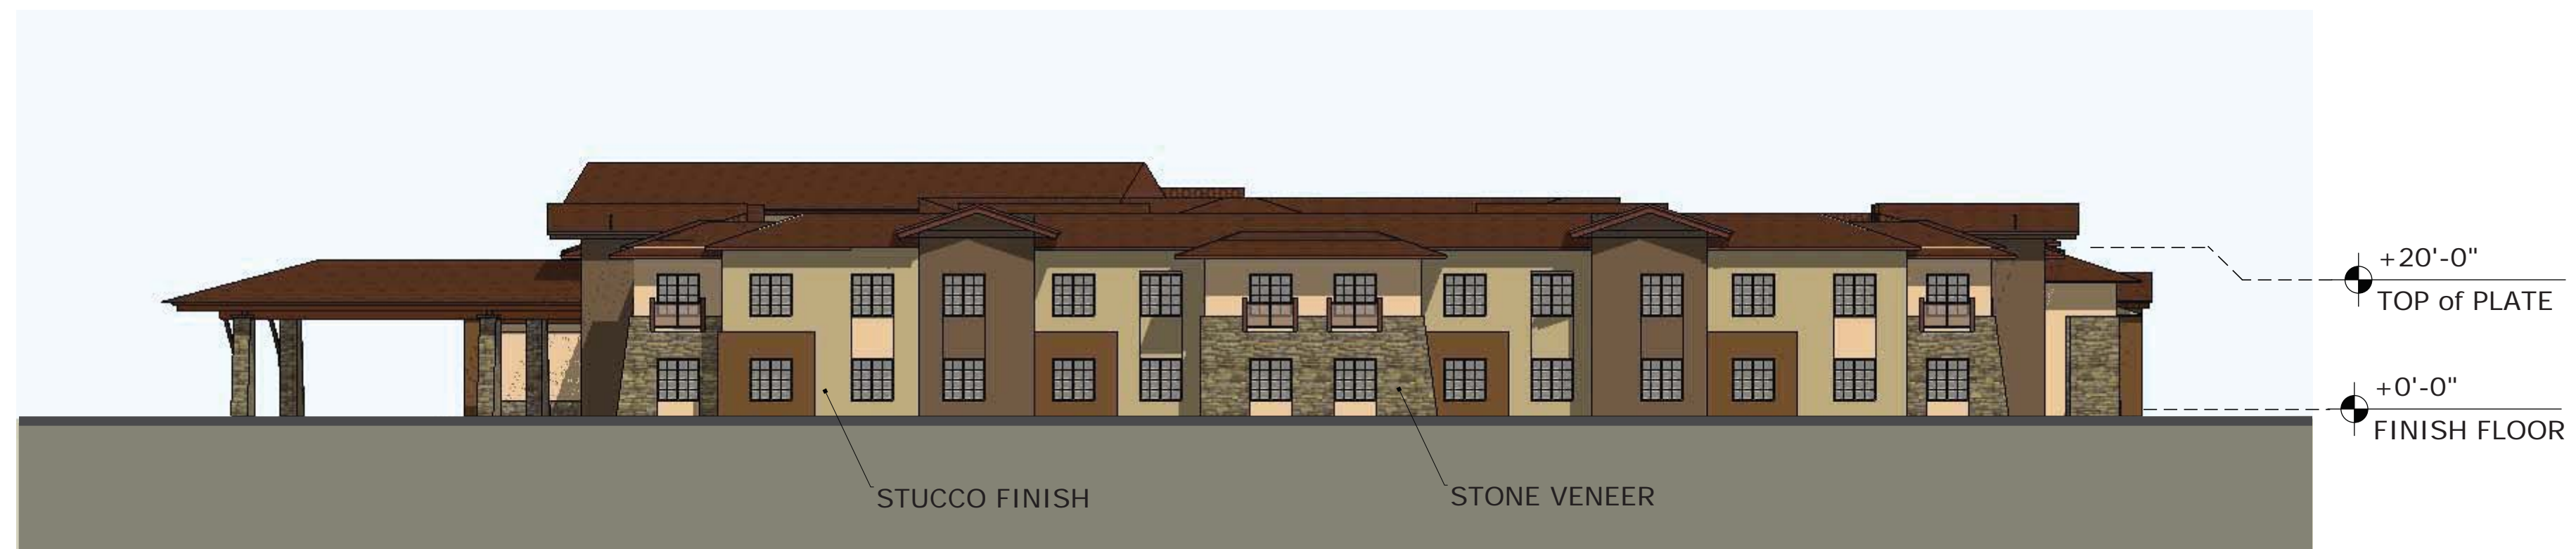 +20'-0"
TOP of PLATE
+0'-0"
FINISH FLOOR
STUCCO FINISH
STONE VENEER